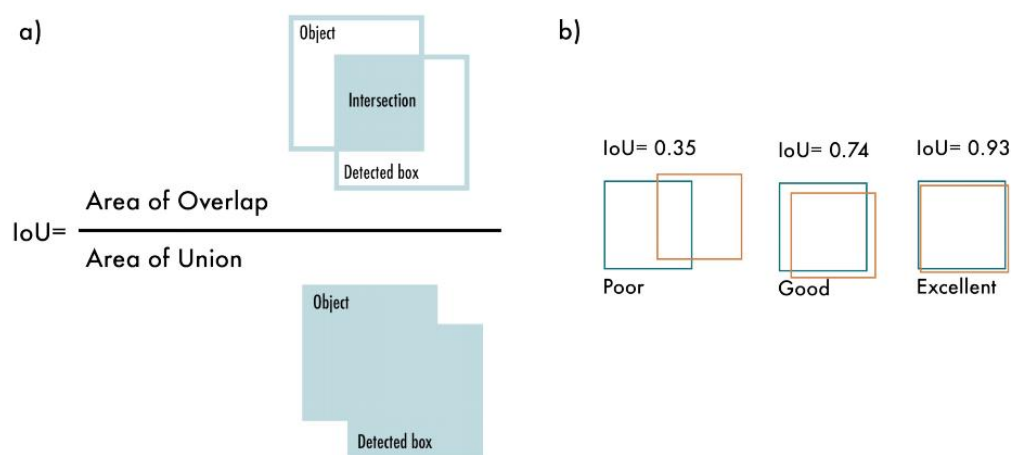 a)
Object
Intersection
Detected box
Area of Overlap
IoU=
Area of Union
Object
Detected box
b)
IoU= 0.35
IoU= 0.74
IoU= 0.93
Poor
Good
Excellent